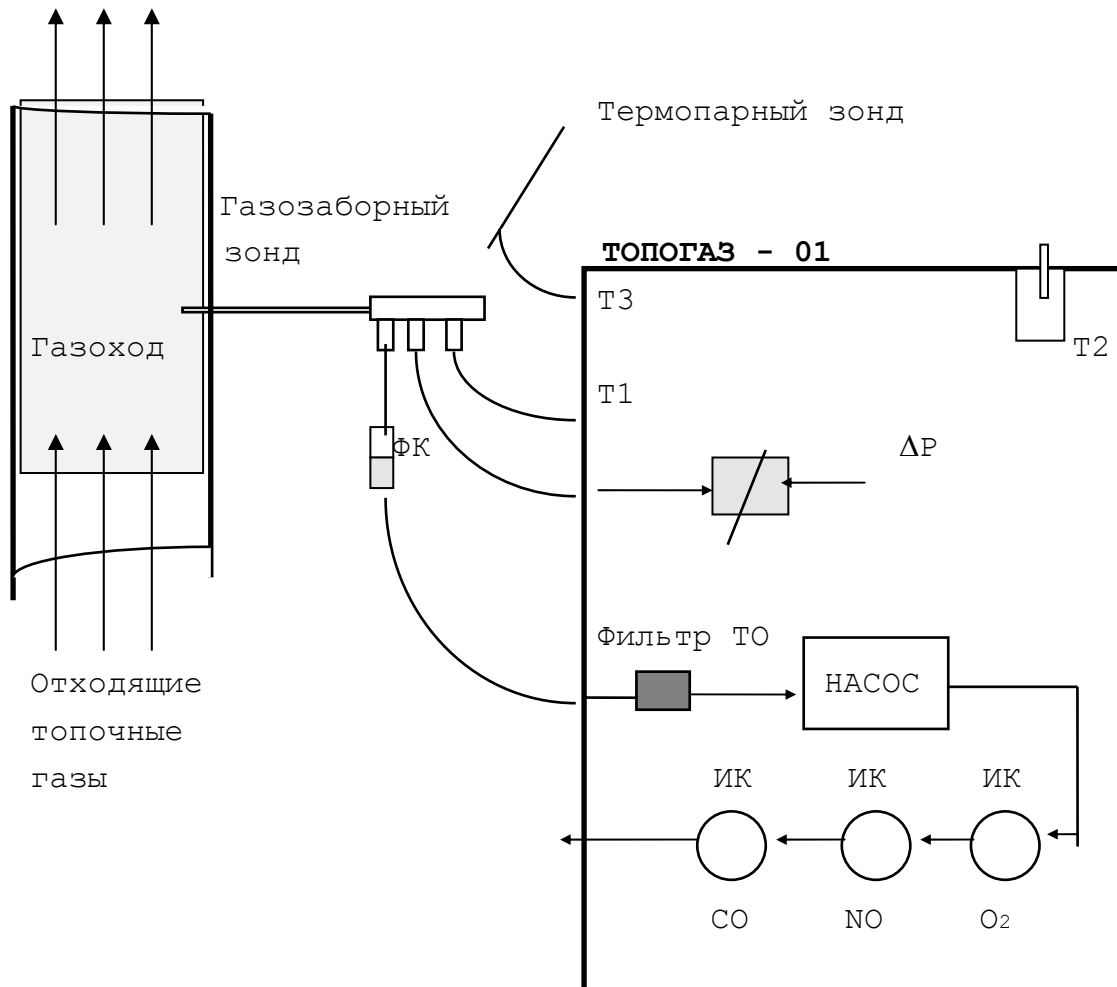 Термопарный зонд
Газозаборный
зонд
ТОПОГАЗ - 01
Т3
Газоход
Т2
Т1
ФК
ΔР
Фильтр ТО
Отходящие
топочные
газы
НАСОС
ИК ИК ИК
CO NO O₂